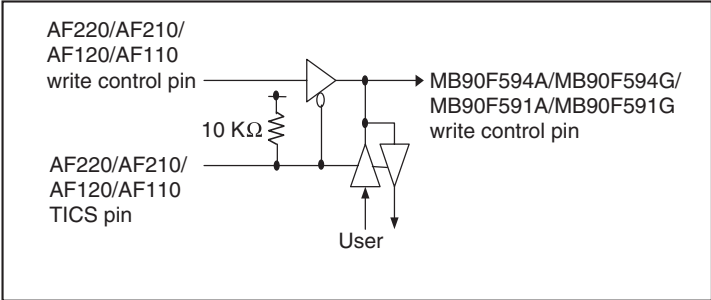 AF220/AF210/
AF120/AF110
write control pin
MB90F594A/MB90F594G/
MB90F591A/MB90F591G
write control pin
10 KΩ
AF220/AF210/
AF120/AF110
TICS pin
User